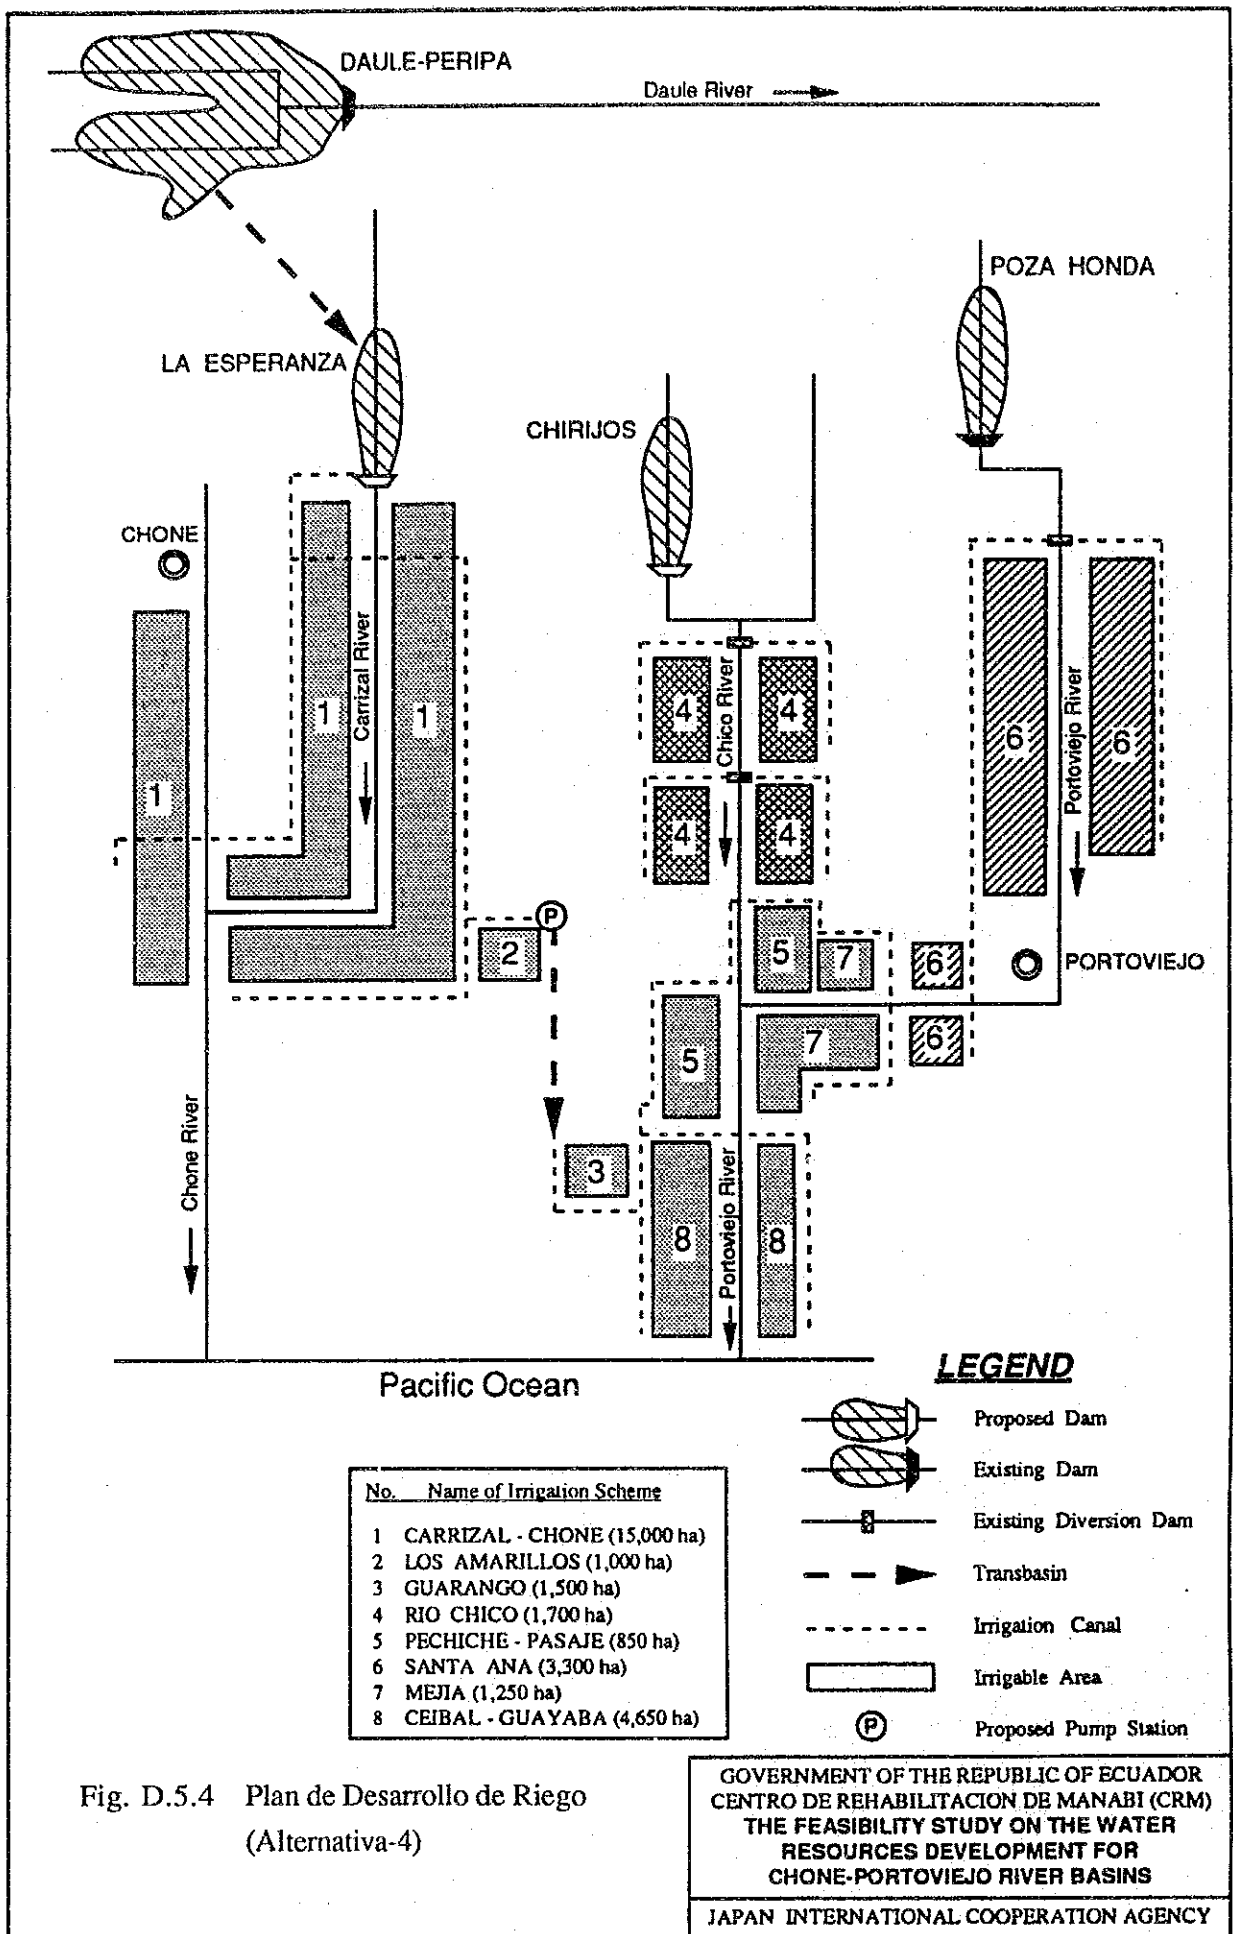 DAULE-PERIPA
Daule River
POZA HONDA
LA ESPERANZA
CHIRIJOS
CHONE
1
1
1
Carrizal River
4
4
Chico River
4
4
6
6
Portoviejo River
2
P
5
7
6
PORTOVIEJO
5
7
6
Chone River
3
8
Portoviejo River
8
Pacific Ocean
LEGEND
Proposed Dam
Existing Dam
Existing Diversion Dam
Transbasin
Irrigation Canal
Irrigable Area
P Proposed Pump Station
No. Name of Irrigation Scheme
1 CARRIZAL - CHONE (15,000 ha)
2 LOS AMARILLOS (1,000 ha)
3 GUARANGO (1,500 ha)
4 RIO CHICO (1,700 ha)
5 PECHICHE - PASAJE (850 ha)
6 SANTA ANA (3,300 ha)
7 MEJIA (1,250 ha)
8 CEIBAL - GUAYABA (4,650 ha)
Fig. D.5.4 Plan de Desarrollo de Riego
(Alternativa-4)
GOVERNMENT OF THE REPUBLIC OF ECUADOR
CENTRO DE REHABILITACION DE MANABI (CRM)
THE FEASIBILITY STUDY ON THE WATER
RESOURCES DEVELOPMENT FOR
CHONE-PORTOVIEJO RIVER BASINS
JAPAN INTERNATIONAL COOPERATION AGENCY